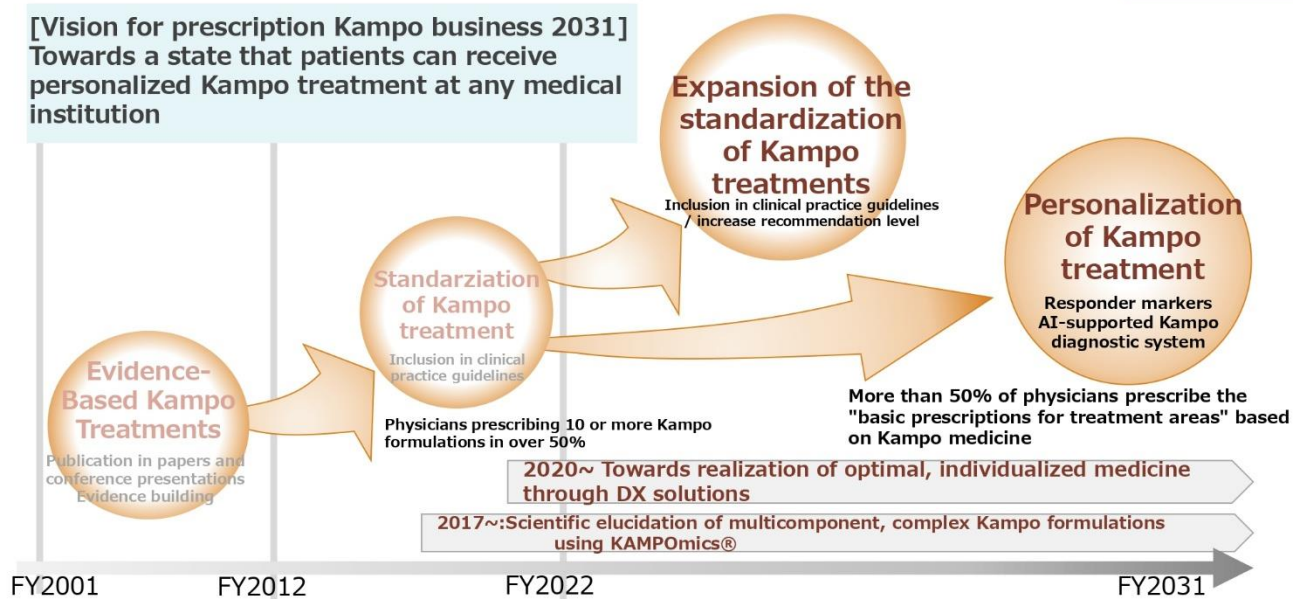 [Vision for prescription Kampo business 2031]
Towards a state that patients can receive
personalized Kampo treatment at any medical
institution
Expansion of the
standardization
of Kampo
treatments
Inclusion in clinical practice guidelines
/ increase recommendation level
Personalization
of Kampo
treatment
Responder markers
AI-supported Kampo
diagnostic system
Standarziation
of Kampo
treatment
Inclusion in clinical
practice guidelines
Evidence-
Based Kampo
Treatments
Publication in papers and
conference presentations
Evidence building
Physicians prescribing 10 or more Kampo
formulations in over 50%
More than 50% of physicians prescribe the
"basic prescriptions for treatment areas" based
on Kampo medicine
2020~ Towards realization of optimal, individualized medicine
through DX solutions
2017~:Scientific elucidation of multicomponent, complex Kampo formulations
using KAMPOmics®
FY2001
FY2012
FY2022
FY2031